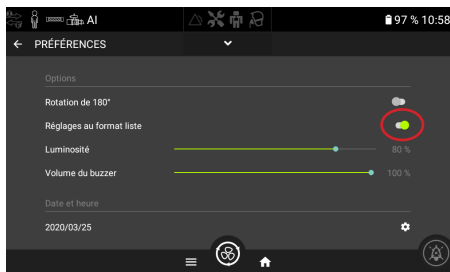 AI
97 % 10:58
PRÉFÉRENCES
Options
Rotation de 180°
Réglages au format liste
Luminosité 80 %
Volume du buzzer 100 %
Date et heure
2020/03/25